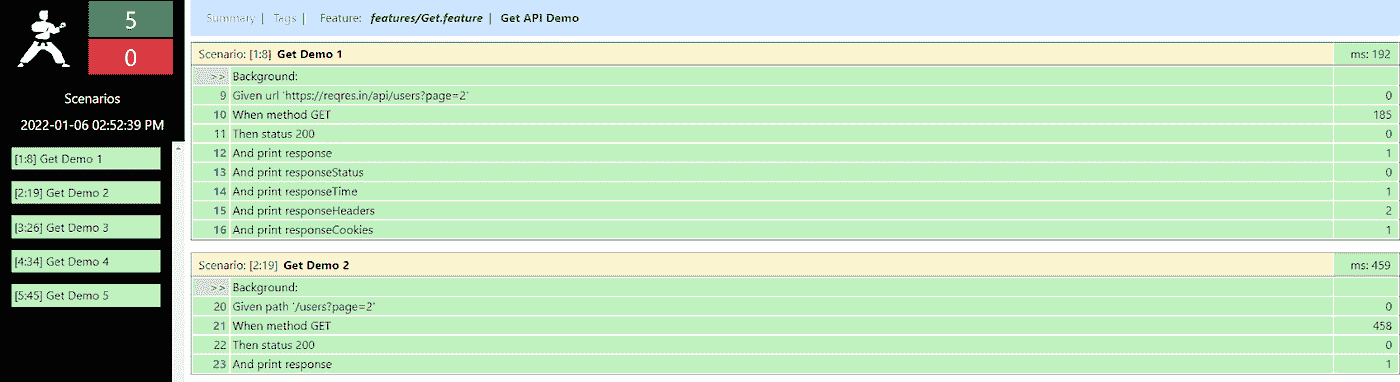 5
0
Scenarios
2022-01-06 02:52:39 PM
[1:8] Get Demo 1
[2:19] Get Demo 2
[3:26] Get Demo 3
[4:34] Get Demo 4
[5:45] Get Demo 5
Summary | Tags | Feature: features/Get.feature | Get API Demo
Scenario: [1:8] Get Demo 1 ms: 192
>> Background:
9 Given url 'https://reqres.in/api/users?page=2' 0
10 When method GET 185
11 Then status 200 0
12 And print response 1
13 And print responseStatus 0
14 And print responseTime 1
15 And print responseHeaders 2
16 And print responseCookies 1
Scenario: [2:19] Get Demo 2 ms: 459
>> Background:
20 Given path '/users?page=2' 0
21 When method GET 458
22 Then status 200 0
23 And print response 1